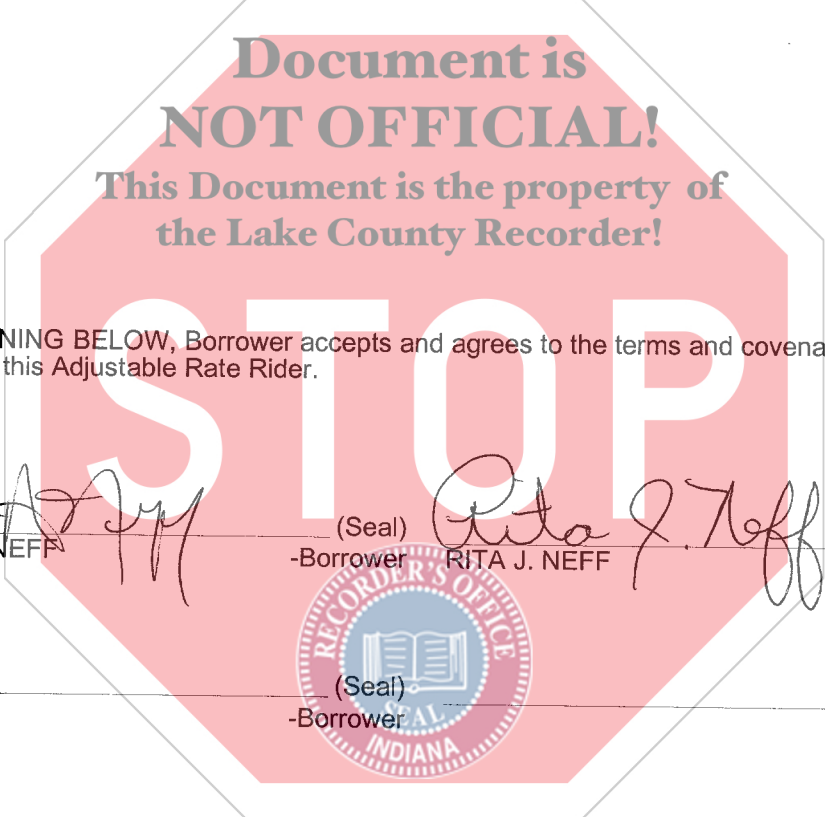 Document is
NOT OFFICIAL!
This Document is the property of
the Lake County Recorder!
STOP
NING BELOW, Borrower accepts and agrees to the terms and covena
this Adjustable Rate Rider.
(Seal) Rita J. Neff
NEFF -Borrower RITA J. NEFF
RECORDER'S OFFICE
(Seal)
-Borrower
SEAL
INDIANA